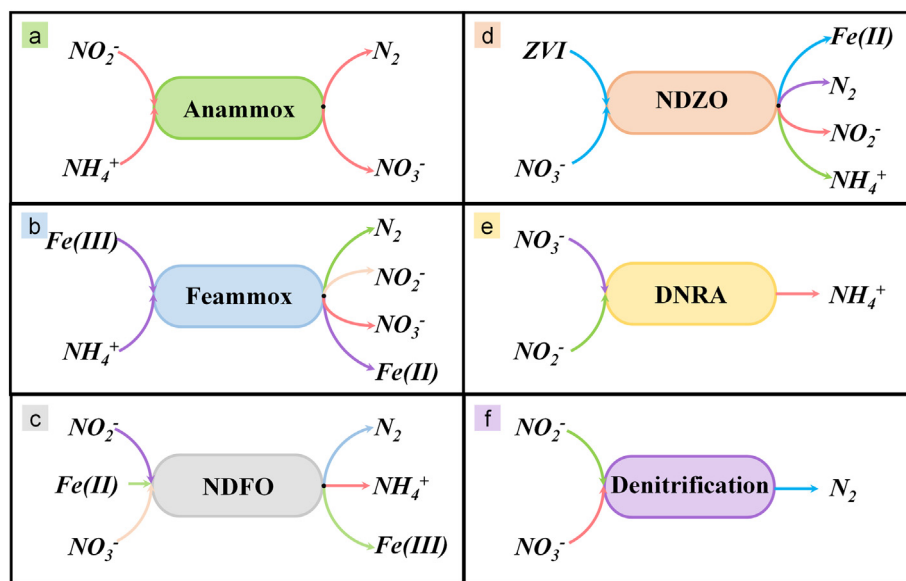 a
NO₂⁻
N₂
Anammox
NH₄⁺
NO₃⁻
b
Fe(III)
N₂
NO₂⁻
Feammox
NO₃⁻
NH₄⁺
Fe(II)
c
NO₂⁻
N₂
Fe(II)
NDFO
NH₄⁺
NO₃⁻
Fe(III)
d
ZVI
Fe(II)
N₂
NDZO
NO₂⁻
NO₃⁻
NH₄⁺
e
NO₃⁻
DNRA
NH₄⁺
NO₂⁻
f
NO₂⁻
Denitrification
N₂
NO₃⁻